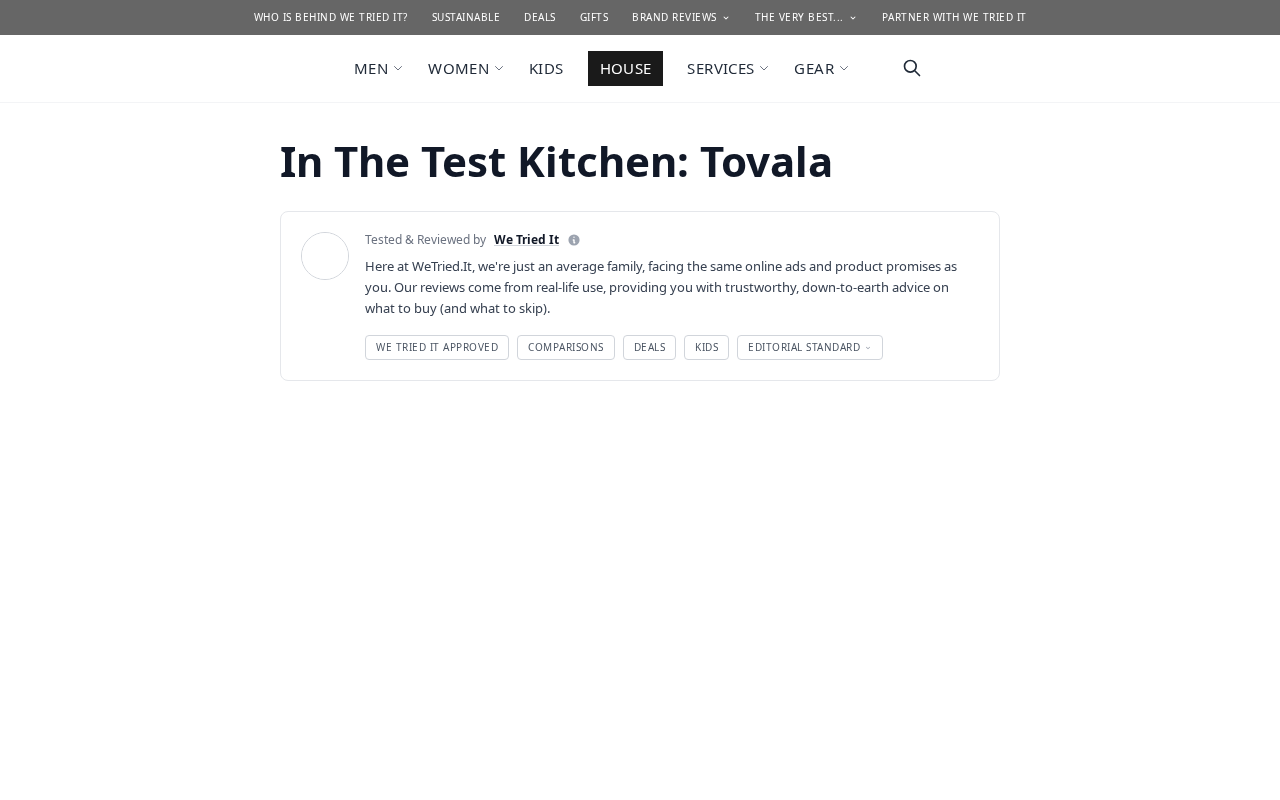 WHO IS BEHIND WE TRIED IT? SUSTAINABLE DEALS GIFTS BRAND REVIEWS THE VERY BEST... PARTNER WITH WE TRIED IT
MEN WOMEN KIDS HOUSE SERVICES GEAR
In The Test Kitchen: Tovala
Tested & Reviewed by We Tried It
Here at WeTried.It, we're just an average family, facing the same online ads and product promises as
you. Our reviews come from real-life use, providing you with trustworthy, down-to-earth advice on
what to buy (and what to skip).
WE TRIED IT APPROVED COMPARISONS DEALS KIDS EDITORIAL STANDARD